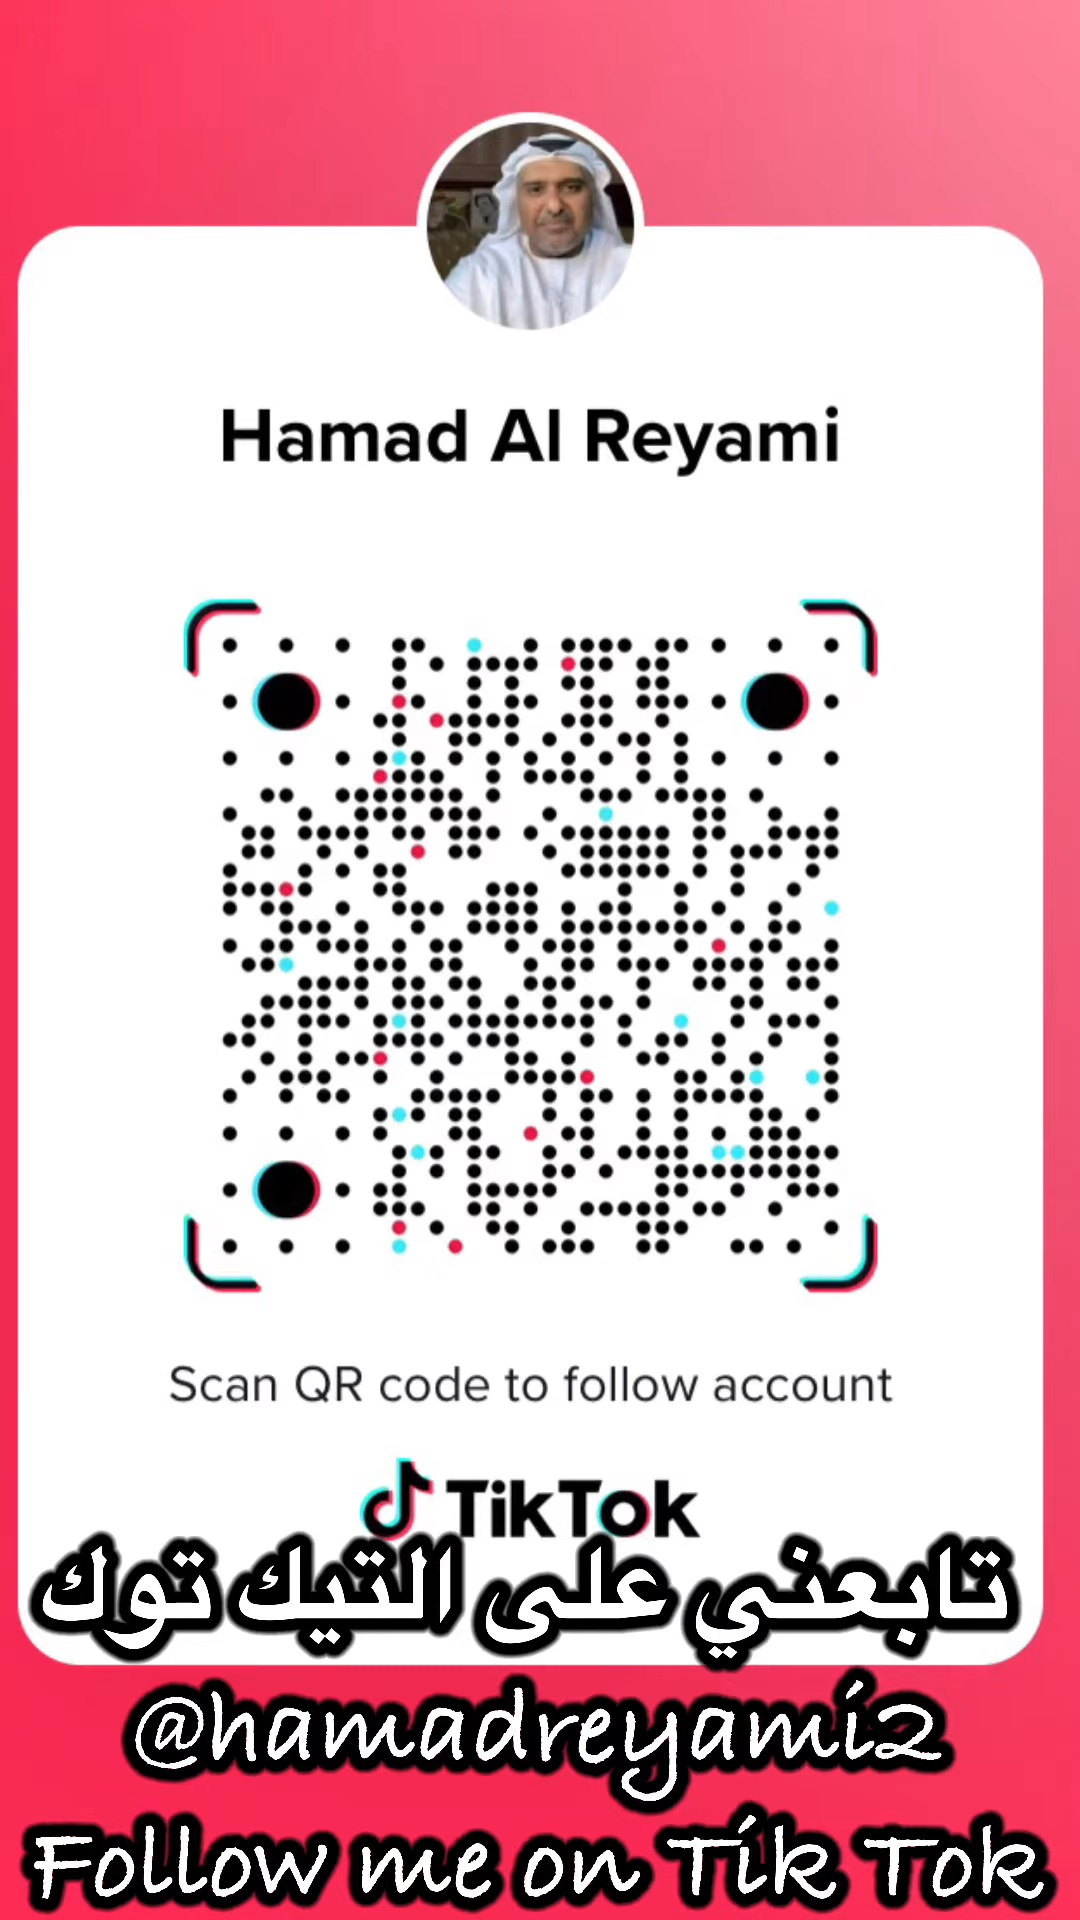 Hamad Al Reyami
Scan QR code to follow account
TikTok
تابعني على التيك توك
@hamadreyami2
Follow me on Tik Tok